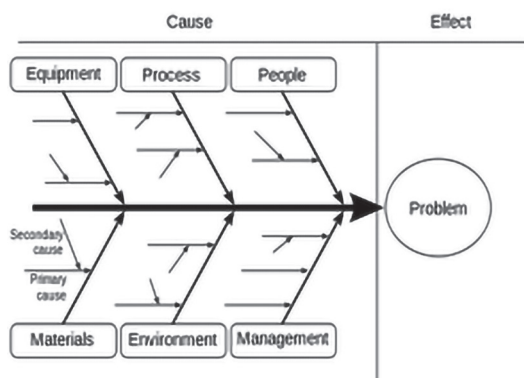 Cause
Effect
Equipment
Process
People
Problem
Secondary
cause
Primary
cause
Materials
Environment
Management